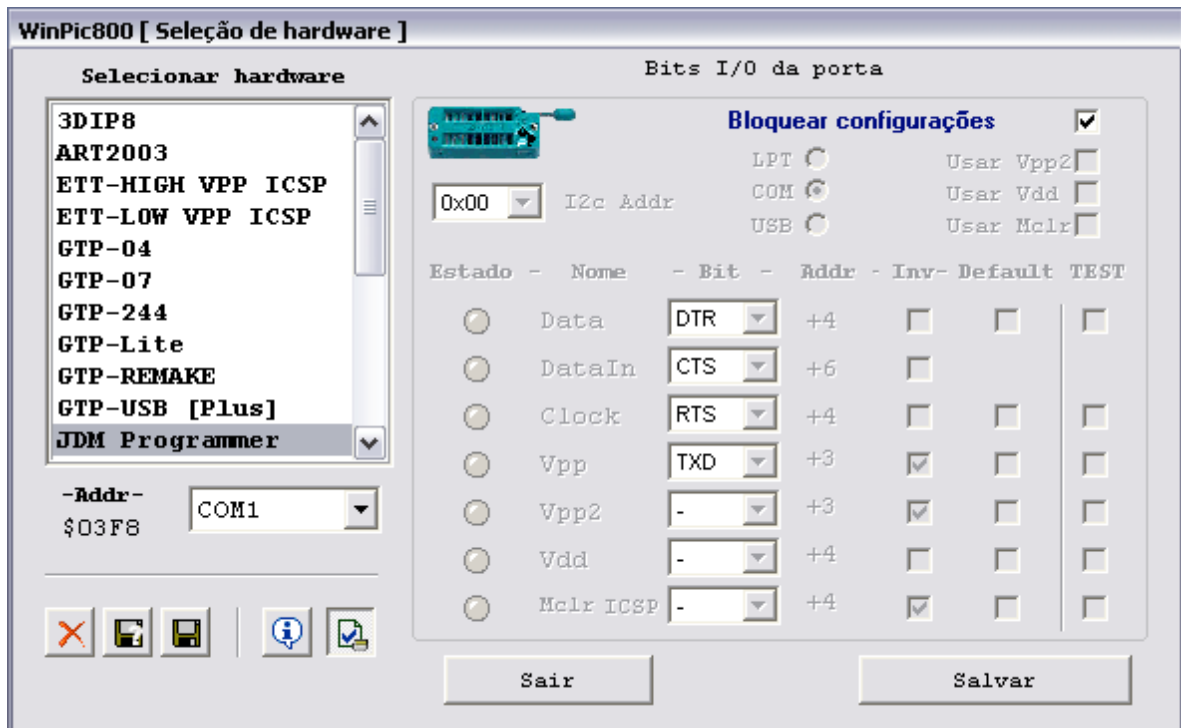 WinPic800 [ Seleção de hardware ]
Selecionar hardware
3DIP8
ART2003
ETT-HIGH VPP ICSP
ETT-LOW VPP ICSP
GTP-04
GTP-07
GTP-244
GTP-Lite
GTP-REMAKE
GTP-USB [Plus]
JDM Programmer
-Addr-
$03F8
COM1
Bits I/O da porta
Bloquear configurações
LPT Usar Vpp2
0x00 I2c Addr COM Usar Vdd
USB Usar Mclr
Estado - Nome - Bit - Addr - Inv- Default TEST
Data DTR +4
DataIn CTS +6
Clock RTS +4
Vpp TXD +3
Vpp2 - +3
Vdd - +4
Mclr ICSP - +4
Sair Salvar